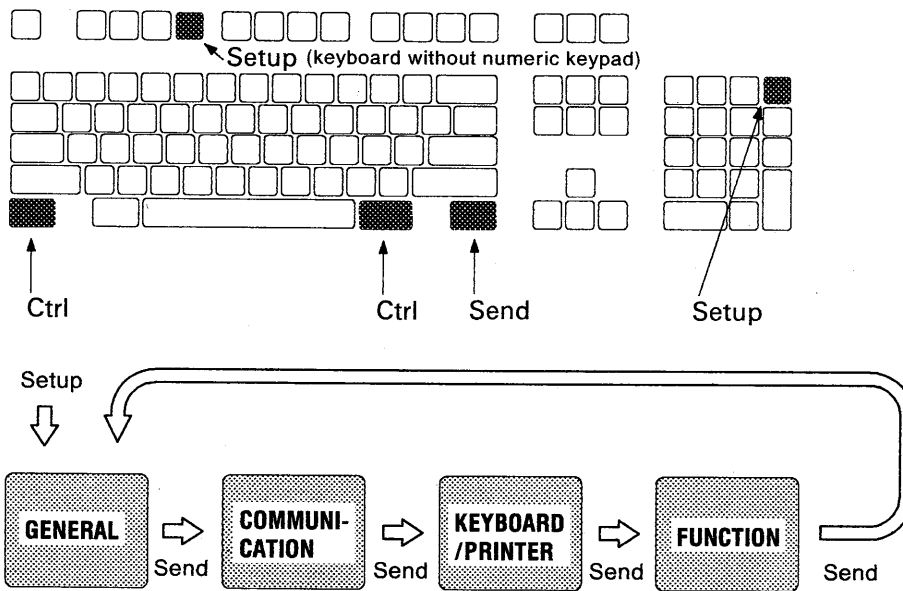 Setup (keyboard without numeric keypad)
Ctrl
Ctrl
Send
Setup
Setup
GENERAL
Send
COMMUNI-
CATION
Send
KEYBOARD
/PRINTER
Send
FUNCTION
Send